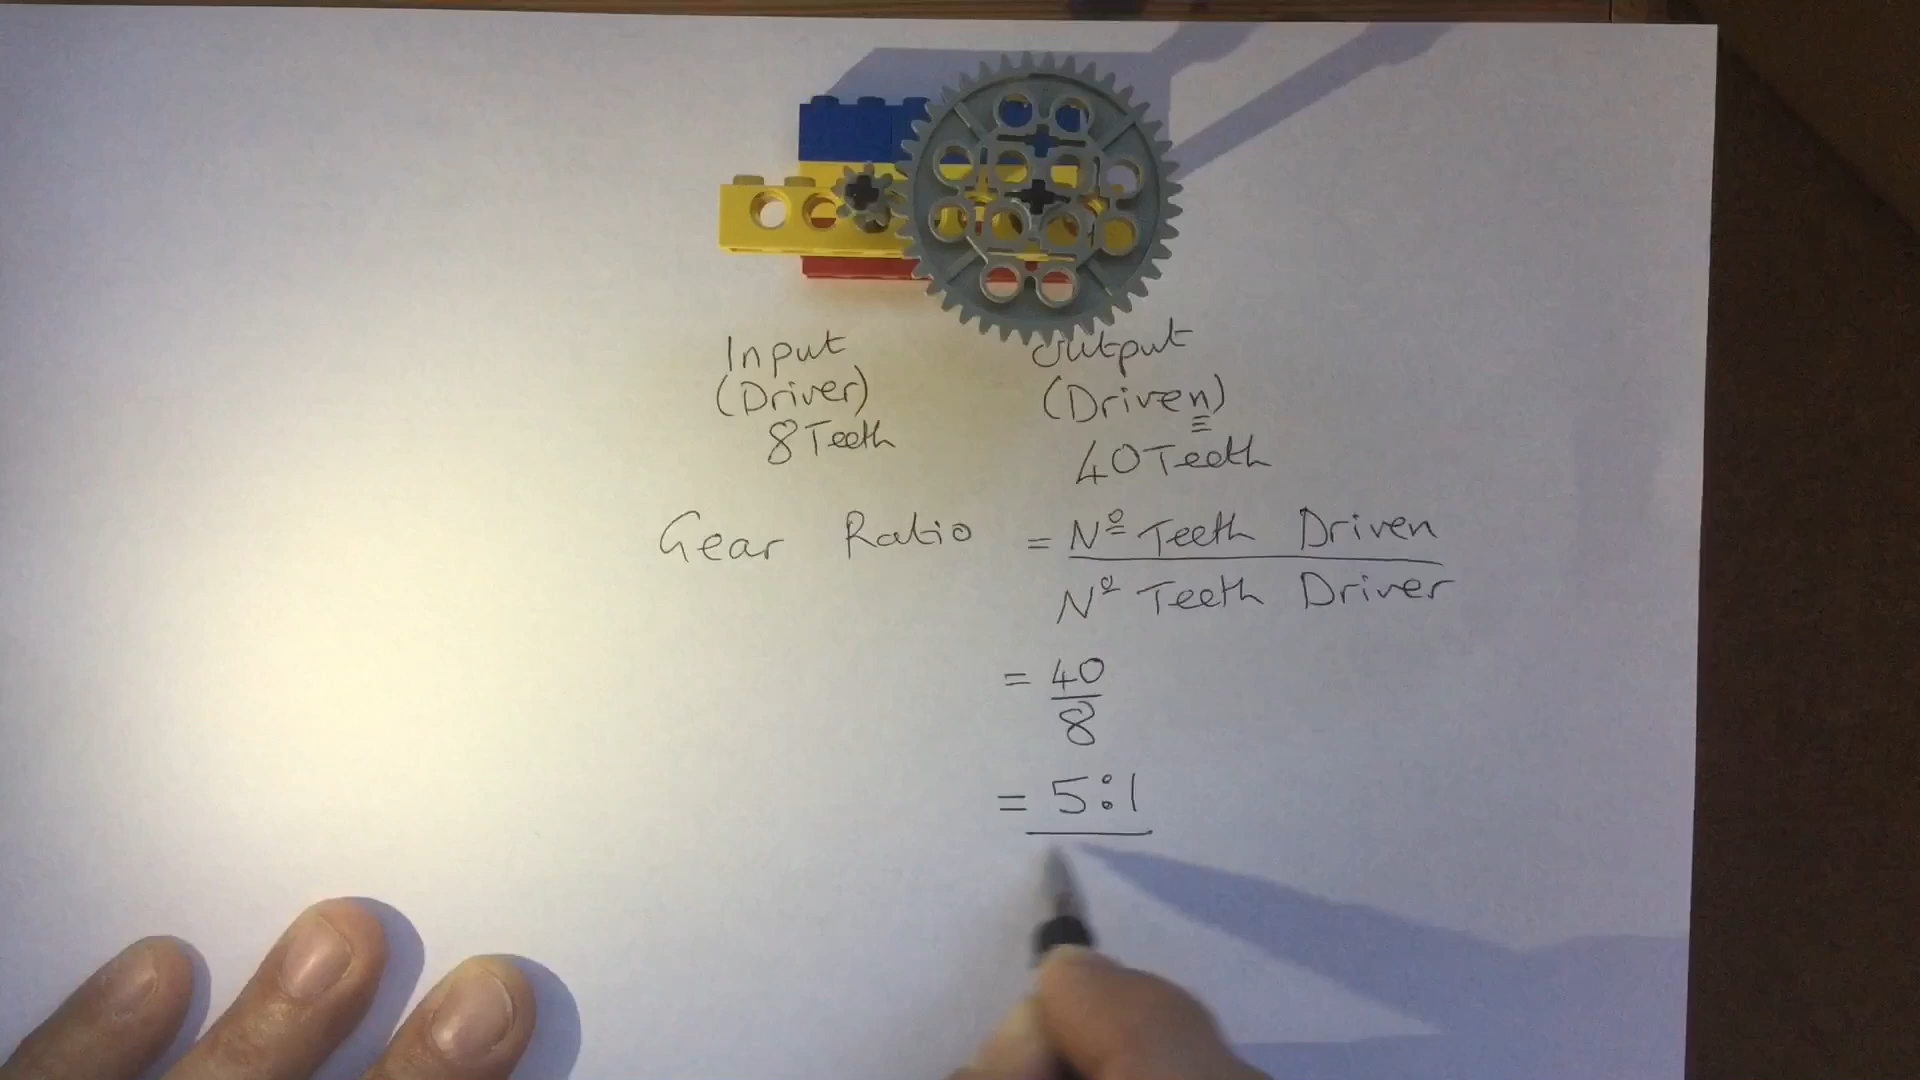 Input Output
(Driver) (Driven)
8 Teeth 40 Teeth
Gear Ratio = Nº Teeth Driven
Nº Teeth Driver
= 40
8
= 5:1